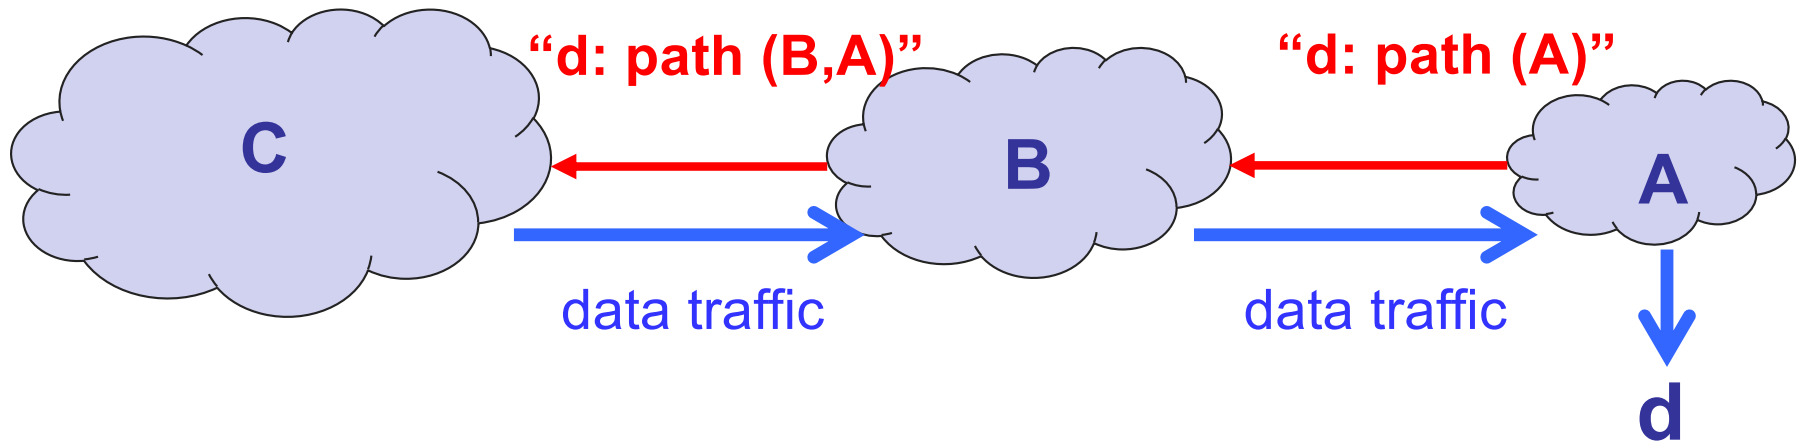 “d: path (B,A)”
“d: path (A)”
C
B
A
data traffic
data traffic
d